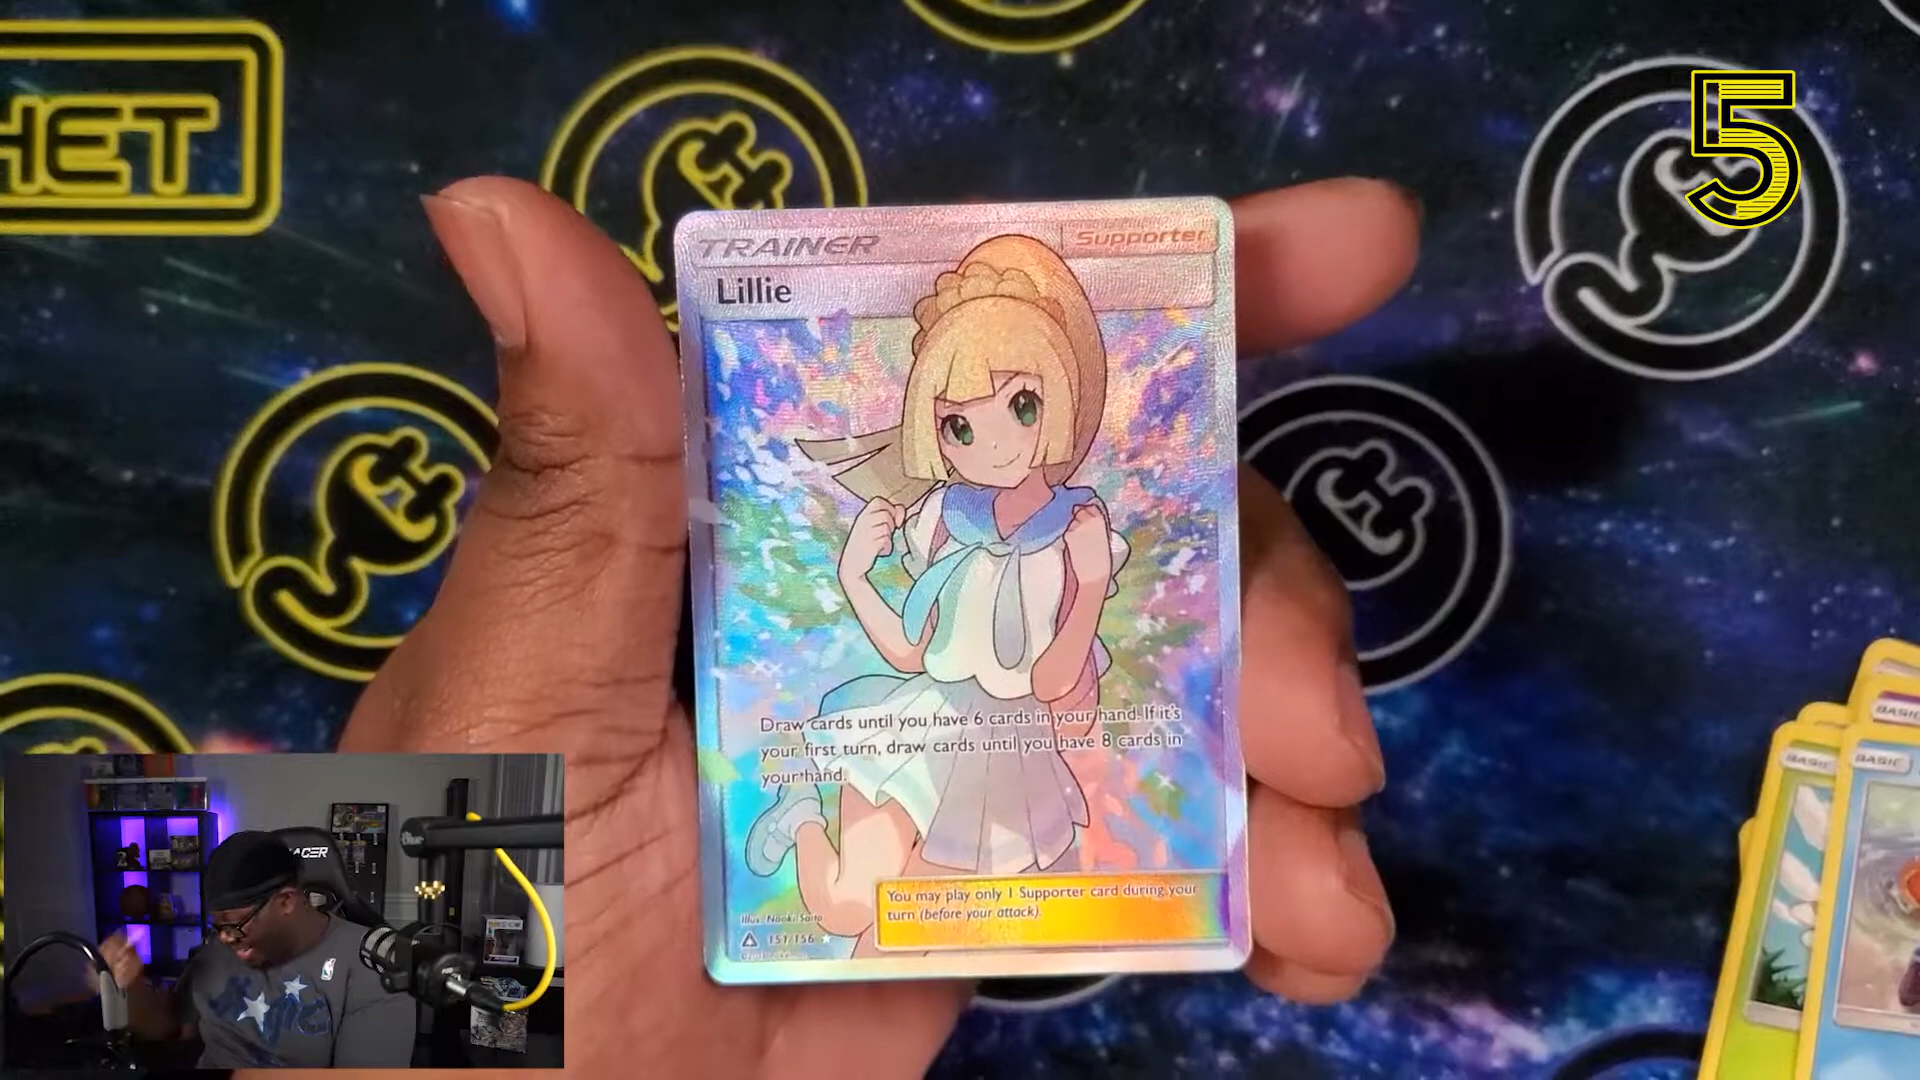 HET
5
TRAINER
Supporter
Lillie
Draw cards until you have 6 cards in your hand. If it's
your first turn, draw cards until you have 8 cards in
your hand.
You may play only 1 Supporter card during your
turn (before your attack).
Illus. Naoki Saito
151/156
BASIC
BASIC
BASIC
ACER
Blue